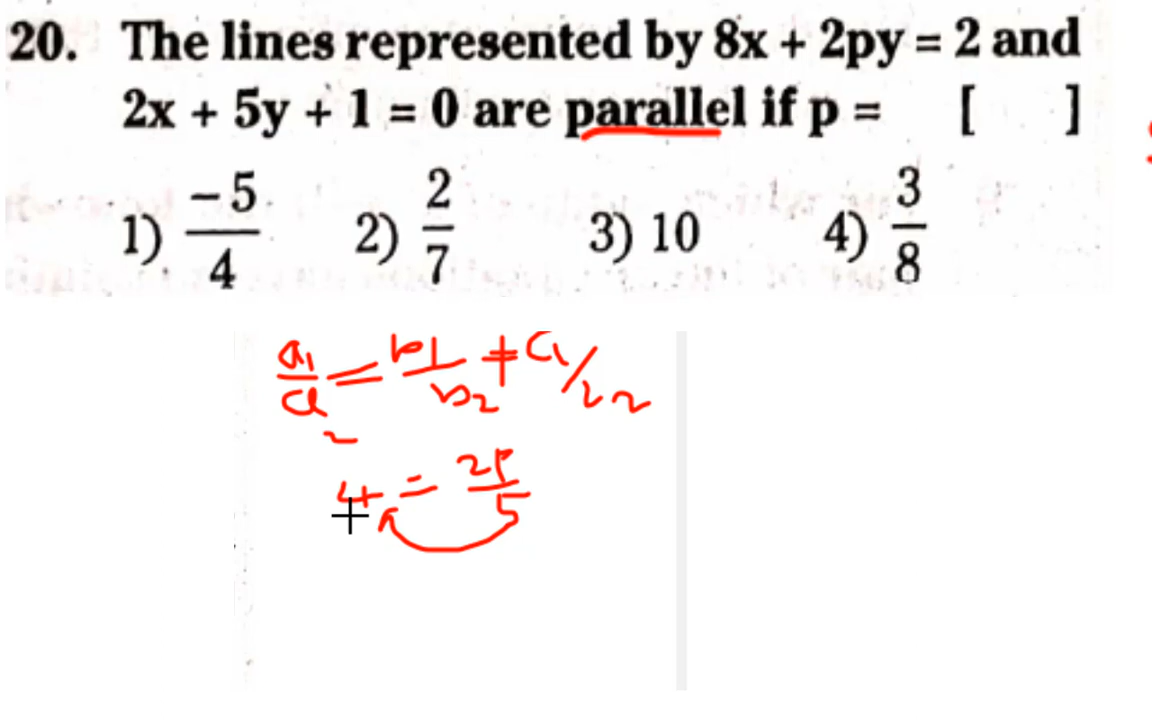 20. The lines represented by 8x + 2py = 2 and
2x + 5y + 1 = 0 are parallel if p = [ ]
1) -5/4 2) 2/7 3) 10 4) 3/8
a1/a2 = b1/b2 ≠ c1/c2
4 = 2p/5